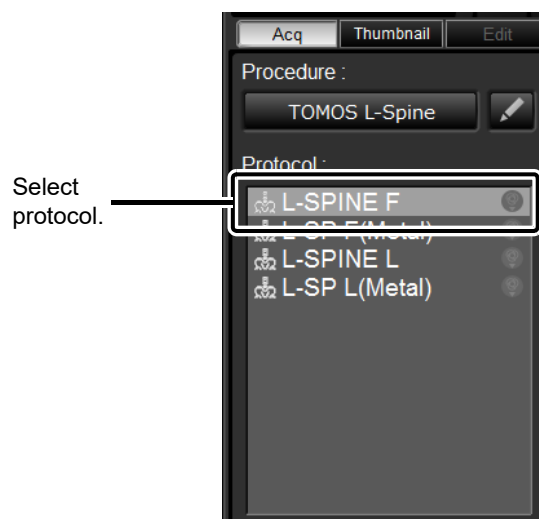 Acq Thumbnail Edit
Procedure :
TOMOS L-Spine
Protocol :
Select
protocol.
L-SPINE F
L-SP F(Metal)
L-SPINE L
L-SP L(Metal)